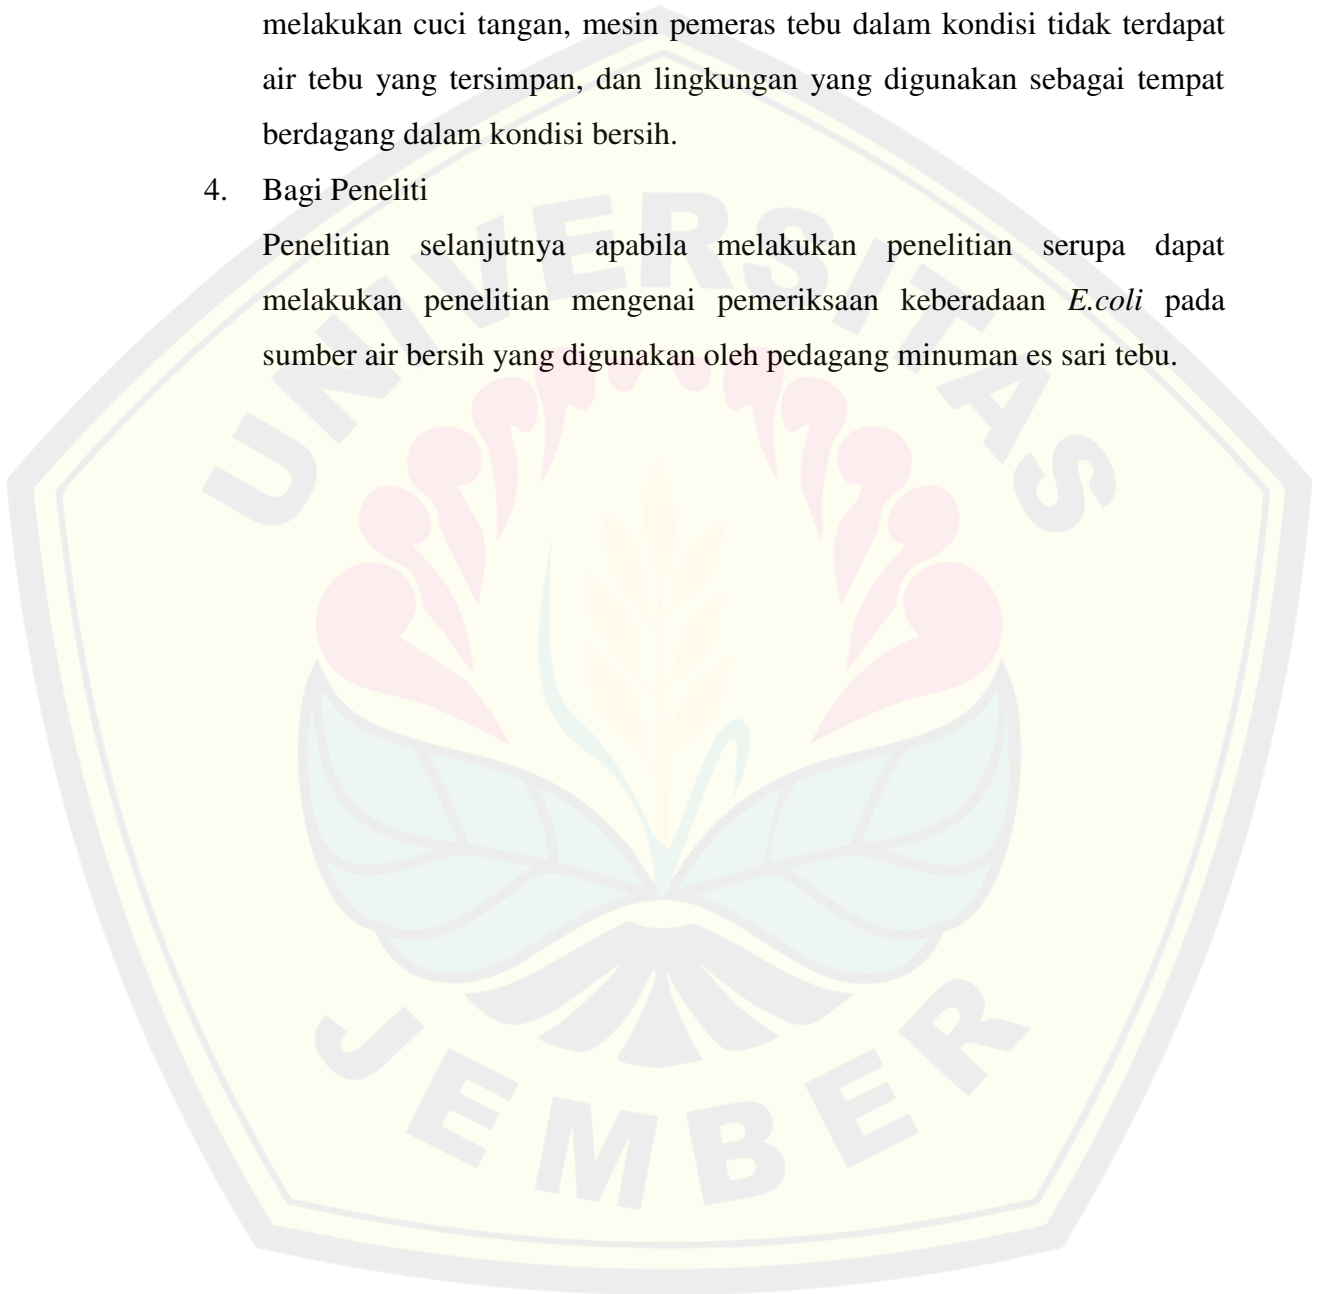 melakukan cuci tangan, mesin pemeras tebu dalam kondisi tidak terdapat
air tebu yang tersimpan, dan lingkungan yang digunakan sebagai tempat
berdagang dalam kondisi bersih.
4. Bagi Peneliti
Penelitian selanjutnya apabila melakukan penelitian serupa dapat
melakukan penelitian mengenai pemeriksaan keberadaan E.coli pada
sumber air bersih yang digunakan oleh pedagang minuman es sari tebu.
UNIVERSITAS
JEMBER